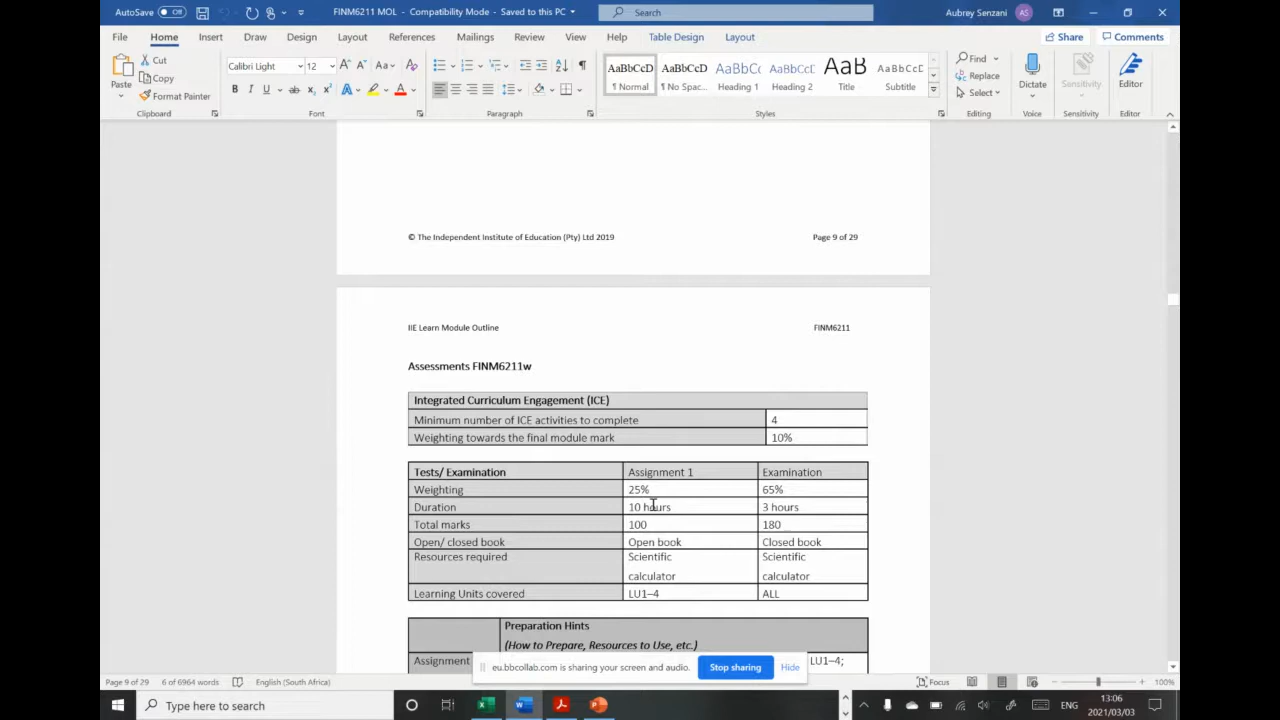 AutoSave Off FINM6211 MOL - Compatibility Mode - Saved to this PC Search Aubrey Senzani AS
File Home Insert Draw Design Layout References Mailings Review View Help Table Design Layout Share Comments
Paste Cut Copy Format Painter
Calibri Light 12
AaBbCcD AaBbCcD AaBbCc AaBbCcD AaB AaBbCcD
¶ Normal ¶ No Spac... Heading 1 Heading 2 Title Subtitle
Find Replace Select Dictate Sensitivity Editor
Clipboard Font Paragraph Styles Editing Voice Sensitivity Editor
© The Independent Institute of Education (Pty) Ltd 2019 Page 9 of 29
IIE Learn Module Outline FINM6211
Assessments FINM6211w
Integrated Curriculum Engagement (ICE)
Minimum number of ICE activities to complete 4
Weighting towards the final module mark 10%
Tests/ Examination Assignment 1 Examination
Weighting 25% 65%
Duration 10 hours 3 hours
Total marks 100 180
Open/ closed book Open book Closed book
Resources required Scientific calculator Scientific calculator
Learning Units covered LU1–4 ALL
Preparation Hints
(How to Prepare, Resources to Use, etc.)
Assignment LU1–4;
eu.bbcollab.com is sharing your screen and audio. Stop sharing Hide
Page 9 of 29 6 of 6964 words English (South Africa) Focus 100%
Type here to search ENG 13:06
2021/03/03